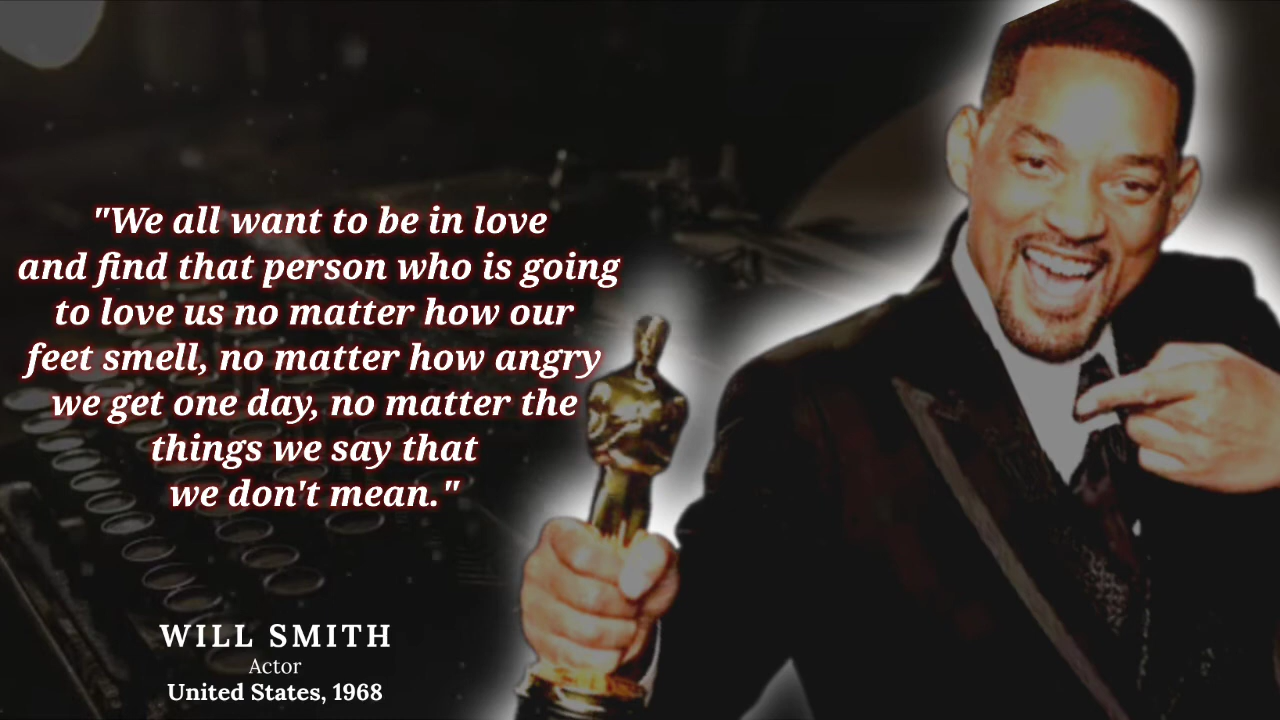 "We all want to be in love
and find that person who is going
to love us no matter how our
feet smell, no matter how angry
we get one day, no matter the
things we say that
we don't mean."
WILL SMITH
Actor
United States, 1968